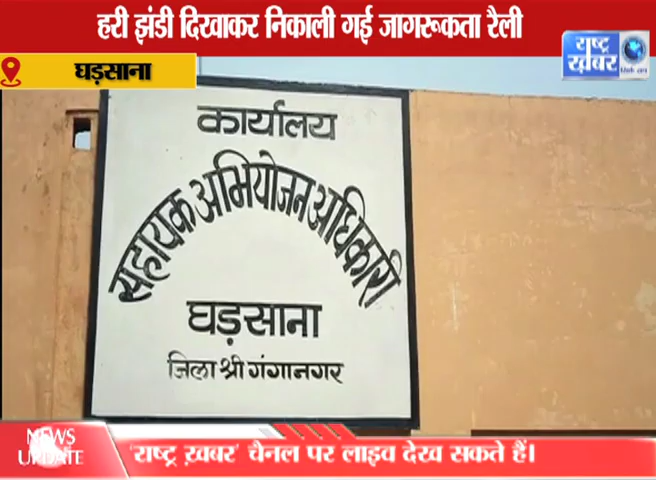 हरी झंडी दिखाकर निकाली गई जागरूकता रैली
राष्ट्र
ख़बर
घड़साना
कार्यालय
सहायक अभियोजन अधिकारी
घड़साना
जिला श्री गंगानगर
NEWS
UPDATE
'राष्ट्र ख़बर' चैनल पर लाइव देख सकते हैं।